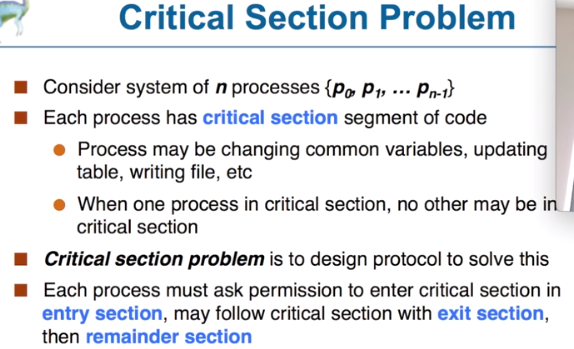 Critical Section Problem
Consider system of n processes {p0, p1, … pn-1}
Each process has critical section segment of code
Process may be changing common variables, updating
table, writing file, etc
When one process in critical section, no other may be in
critical section
Critical section problem is to design protocol to solve this
Each process must ask permission to enter critical section in
entry section, may follow critical section with exit section,
then remainder section